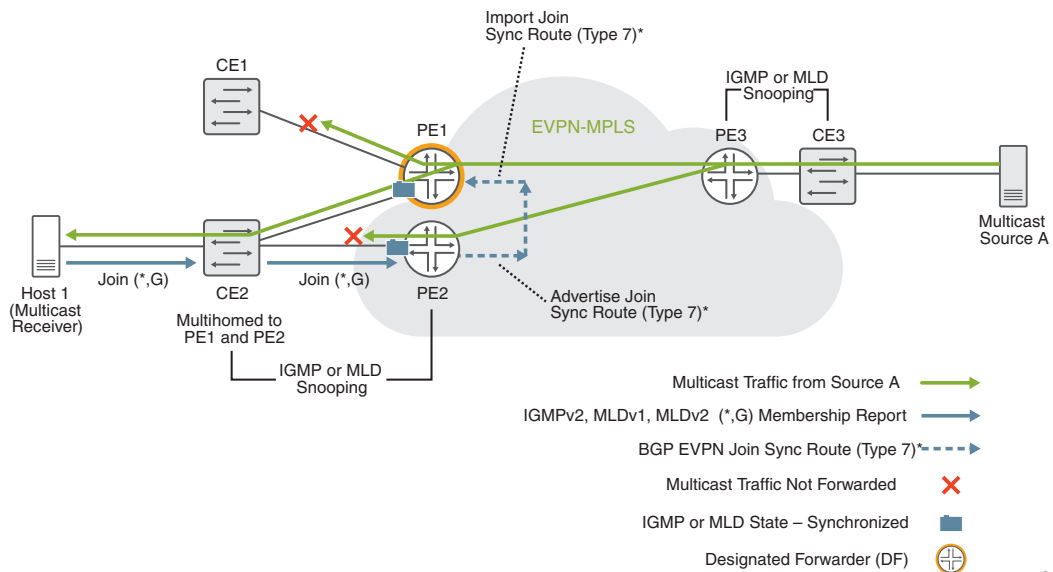 Import Join
Sync Route (Type 7)*
CE1
IGMP or MLD
Snooping
PE1
EVPN-MPLS
PE3
CE3
Multicast
Source A
Join (*,G)
Join (*,G)
Host 1
(Multicast
Receiver)
CE2
PE2
Advertise Join
Sync Route (Type 7)*
Multihomed to
PE1 and PE2
IGMP or MLD
Snooping
Multicast Traffic from Source A
IGMPv2, MLDv1, MLDv2 (*,G) Membership Report
BGP EVPN Join Sync Route (Type 7)*
Multicast Traffic Not Forwarded
IGMP or MLD State – Synchronized
Designated Forwarder (DF)